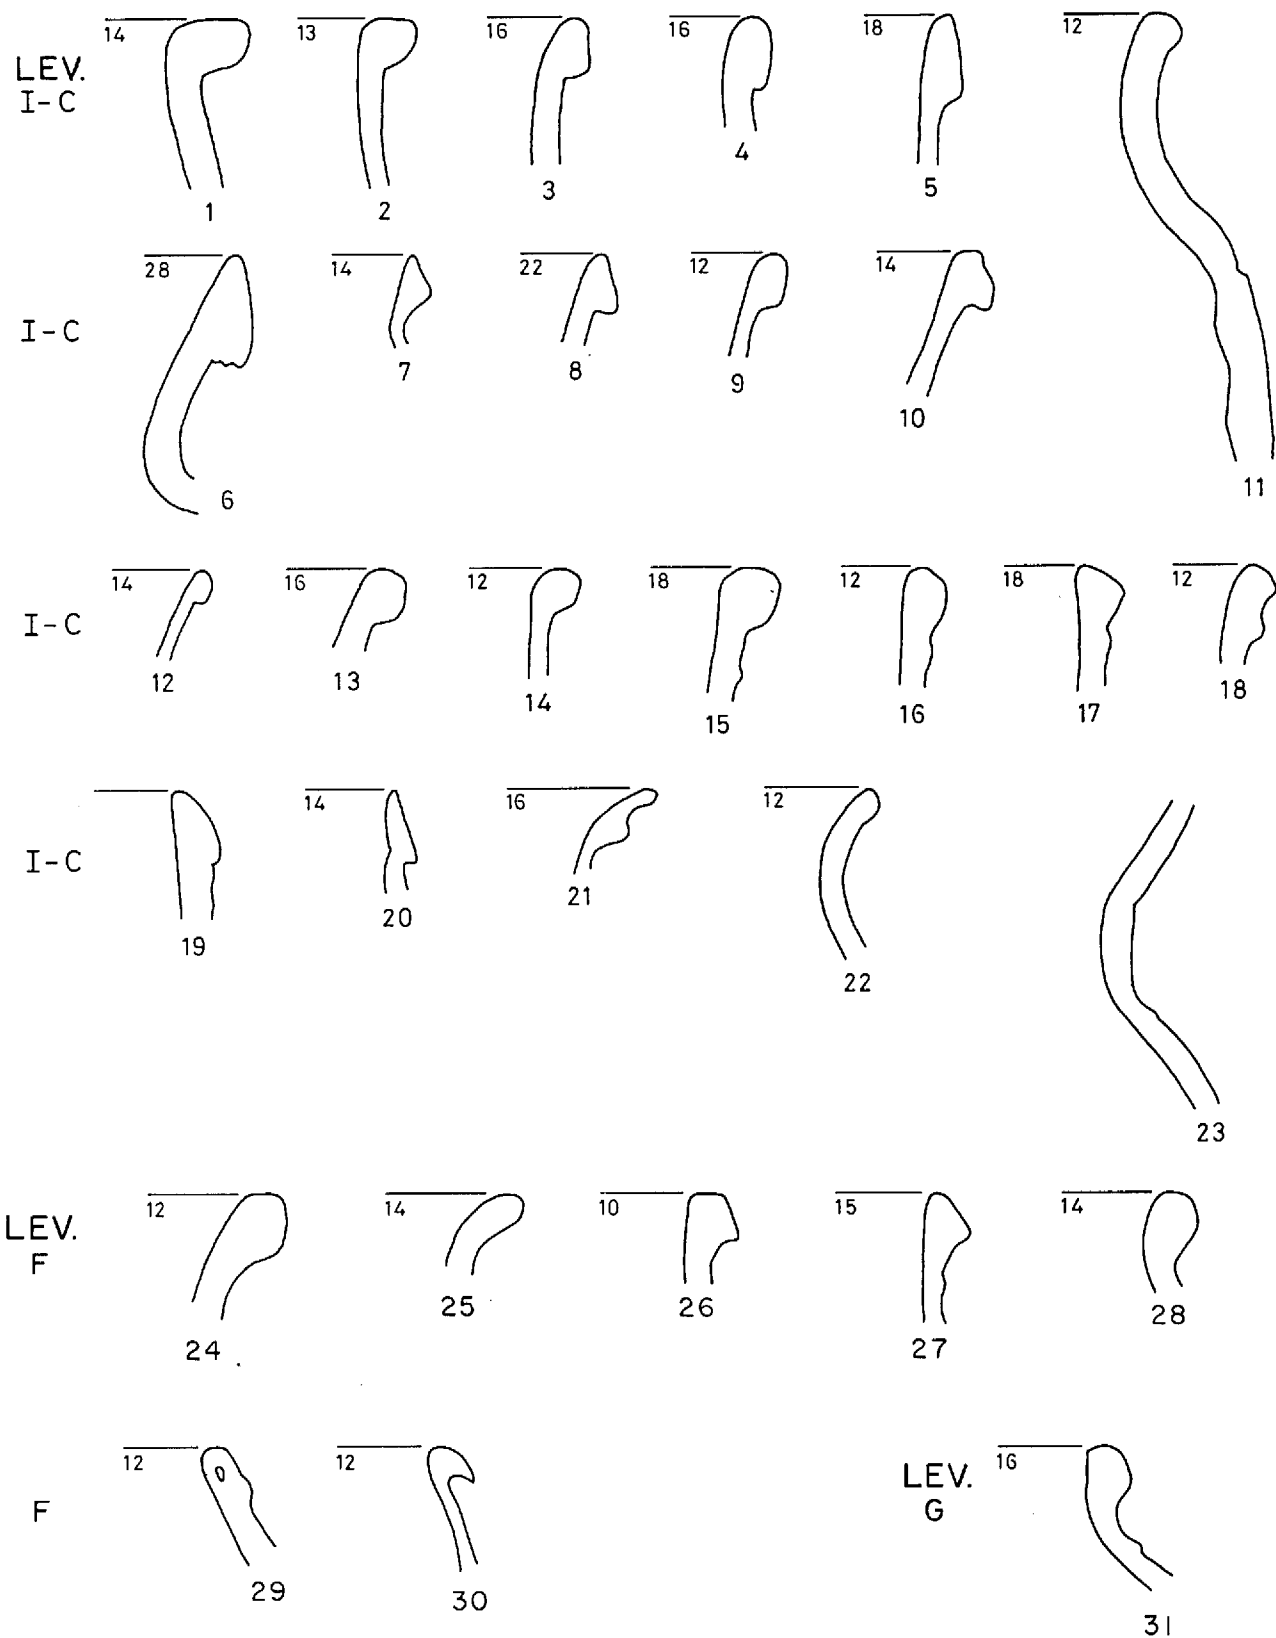 14 13 16 16 18 12
LEV.
I-C
1 2 3 4 5
28 14 22 12 14
I-C
7 8 9 10
6 11
14 16 12 18 12 18 12
I-C
12 13 14 15 16 17 18
14 16 12
I-C
19 20 21 22
23
12 14 10 15 14
LEV.
F
24 25 26 27 28
12 12 16
F
LEV.
G
29 30 31